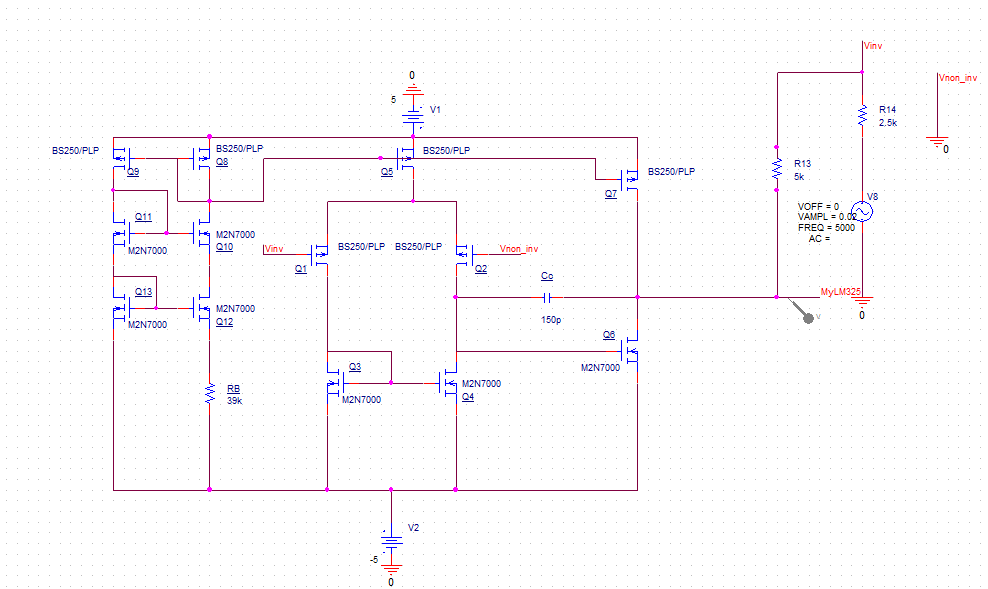 Vinv
0
Vnon_inv
5
V1
R14
2.5k
0
BS250/PLP
Q9
BS250/PLP
Q8
BS250/PLP
Q5
BS250/PLP
Q7
R13
5k
V8
VOFF = 0
VAMPL = 0.02
FREQ = 5000
AC =
Q11
M2N7000
M2N7000
Q10
Vinv
BS250/PLP
Q1
BS250/PLP
Q2
Vnon_inv
Cc
150p
MyLM325
0
V
Q13
M2N7000
M2N7000
Q12
Q6
M2N7000
RB
39k
Q3
M2N7000
M2N7000
Q4
V2
-5
0